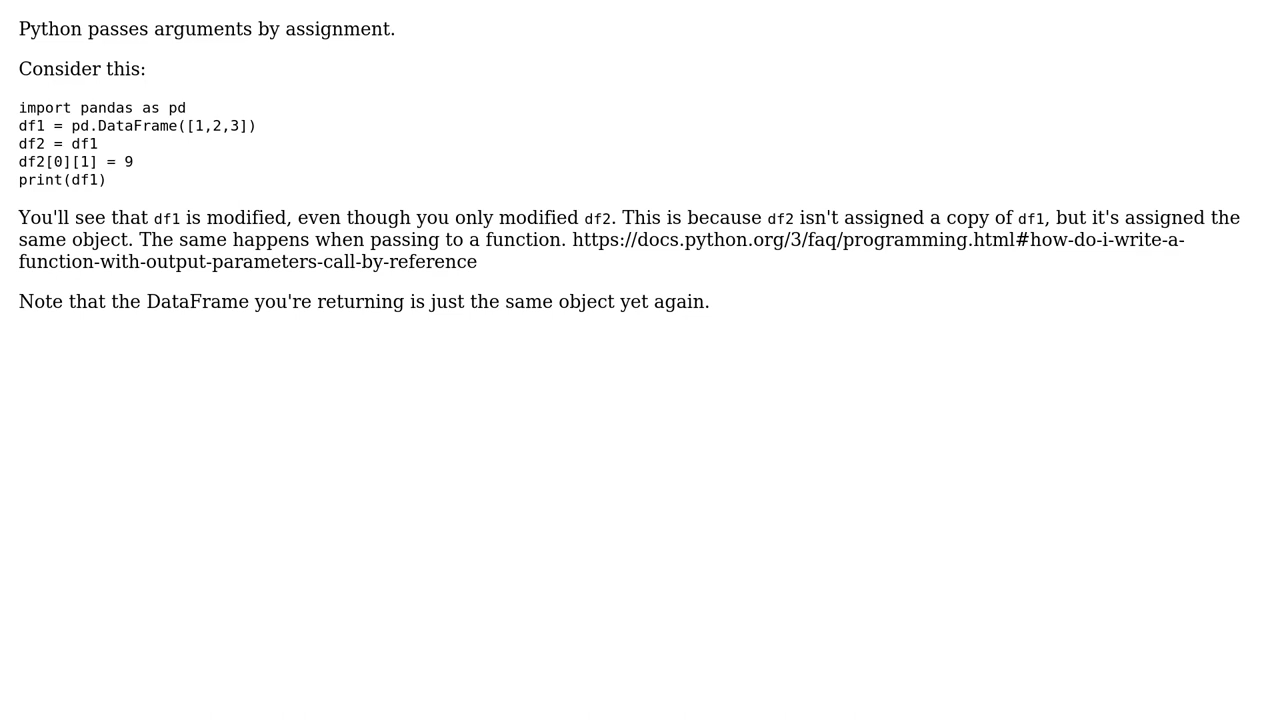 Python passes arguments by assignment.
Consider this:
import pandas as pd
df1 = pd.DataFrame([1,2,3])
df2 = df1
df2[0][1] = 9
print(df1)
You'll see that df1 is modified, even though you only modified df2. This is because df2 isn't assigned a copy of df1, but it's assigned the
same object. The same happens when passing to a function. https://docs.python.org/3/faq/programming.html#how-do-i-write-a-
function-with-output-parameters-call-by-reference
Note that the DataFrame you're returning is just the same object yet again.